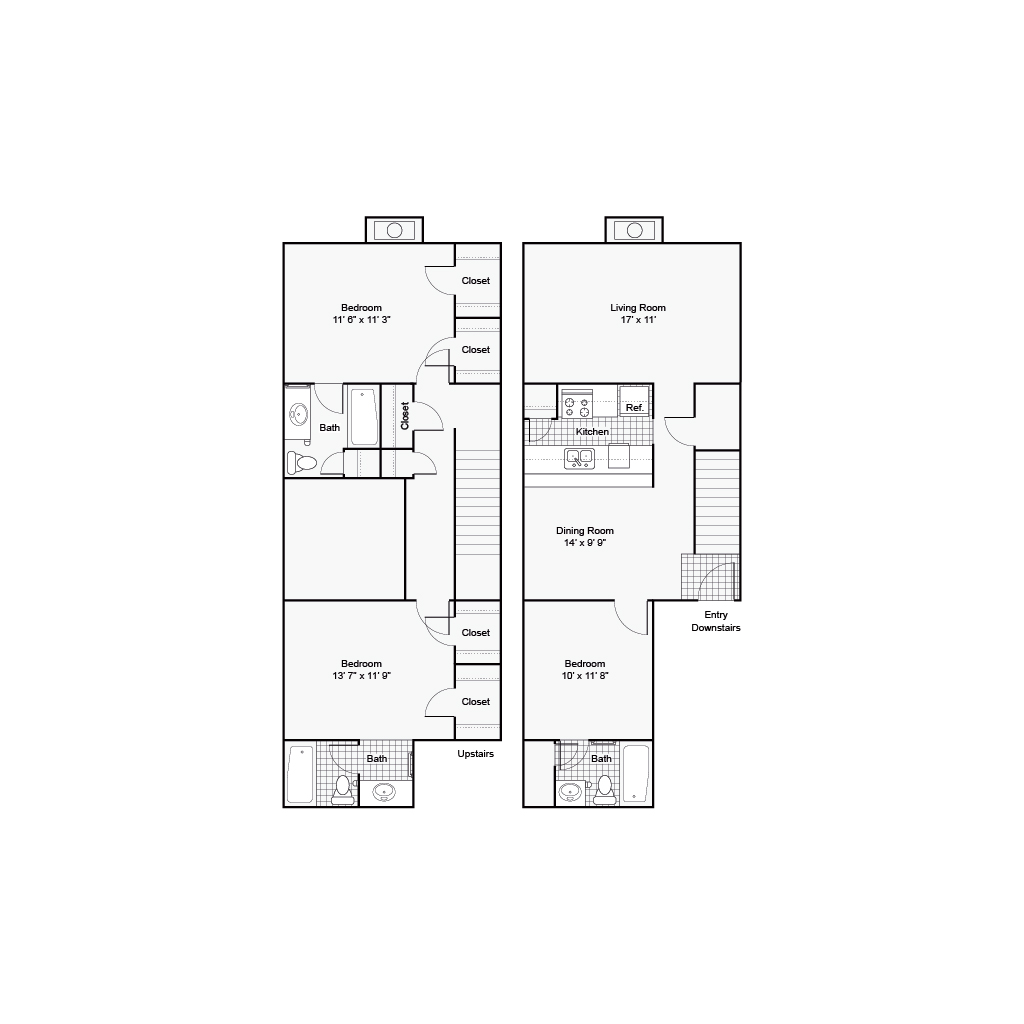 Closet
Bedroom
11' 6" x 11' 3"
Closet
Closet
Bath
Closet
Bedroom
13' 7" x 11' 9"
Closet
Bath
Upstairs
Living Room
17' x 11'
Ref.
Kitchen
Dining Room
14' x 9' 9"
Entry
Downstairs
Bedroom
10' x 11' 8"
Bath